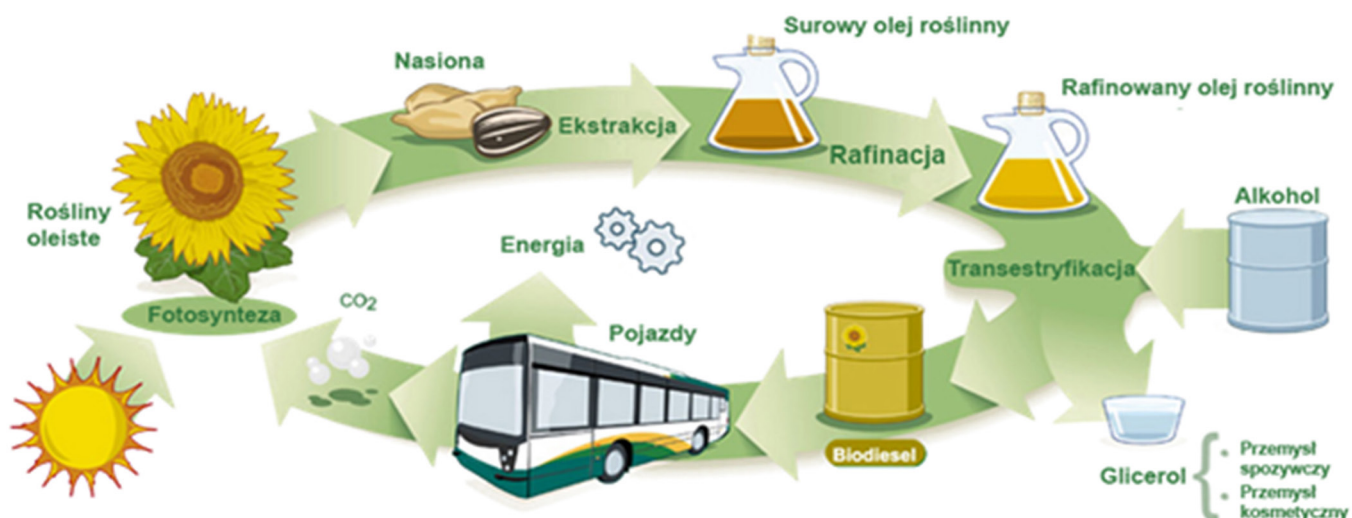 Surowy olej roślinny
Nasiona
Rafinowany olej roślinny
Ekstrakcja
Rafinacja
Alkohol
Rośliny
oleiste
Energia
Transestryfikacja
CO2
Fotosynteza
Pojazdy
Biodiesel
Glicerol
• Przemysł
spożywczy
• Przemysł
kosmetyczny